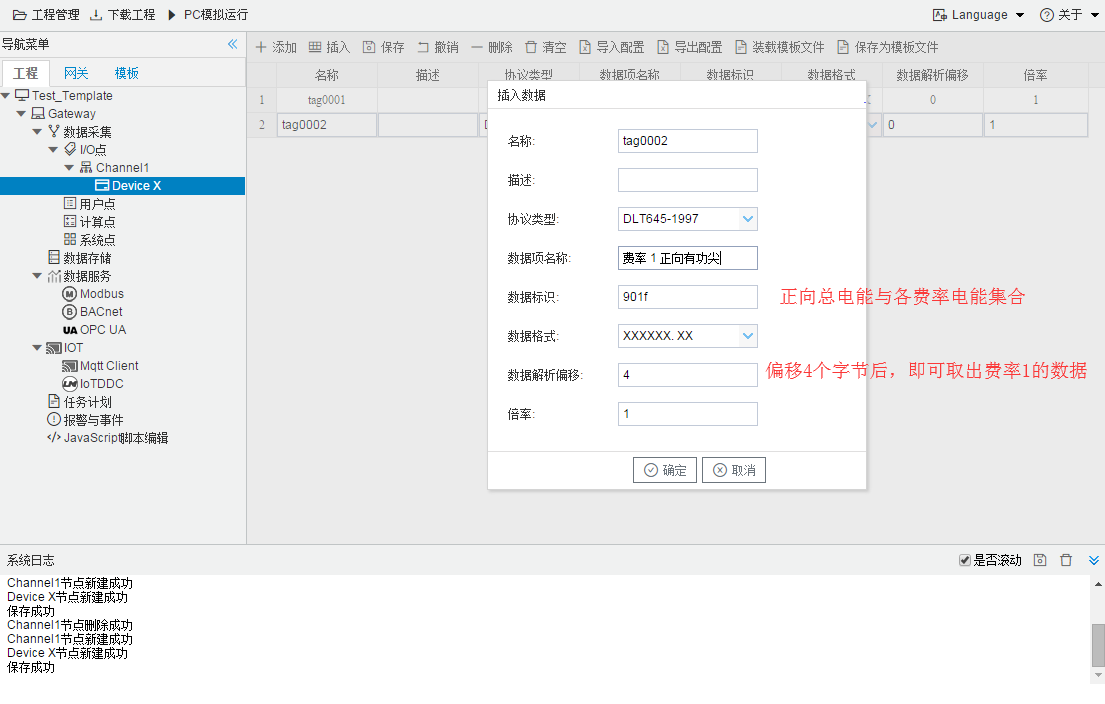 工程管理 下载工程 PC模拟运行 Language 关于
导航菜单
添加 插入 保存 撤销 删除 清空 导入配置 导出配置 装载模板文件 保存为模板文件
工程 网关 模板
名称 描述 协议类型 数据项名称 数据标识 数据格式 数据解析偏移 倍率
1 tag0001 0 1
2 tag0002 0 1
Test_Template
Gateway
数据采集
I/O点
Channel1
Device X
用户点
计算点
系统点
数据存储
数据服务
Modbus
BACnet
UA OPC UA
IOT
Mqtt Client
IoTDDC
任务计划
报警与事件
JavaScript脚本编辑
插入数据
名称: tag0002
描述:
协议类型: DLT645-1997
数据项名称: 费率 1 正向有功尖
数据标识: 901f 正向总电能与各费率电能集合
数据格式: XXXXXX. XX
数据解析偏移: 4 偏移4个字节后，即可取出费率1的数据
倍率: 1
确定 取消
系统日志 是否滚动
Channel1节点新建成功
Device X节点新建成功
保存成功
Channel1节点删除成功
Channel1节点新建成功
Device X节点新建成功
保存成功